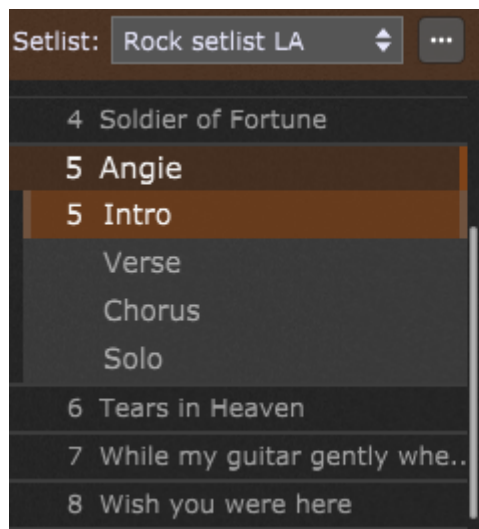 Setlist: Rock setlist LA ...
4 Soldier of Fortune
5 Angie
5 Intro
Verse
Chorus
Solo
6 Tears in Heaven
7 While my guitar gently whe..
8 Wish you were here